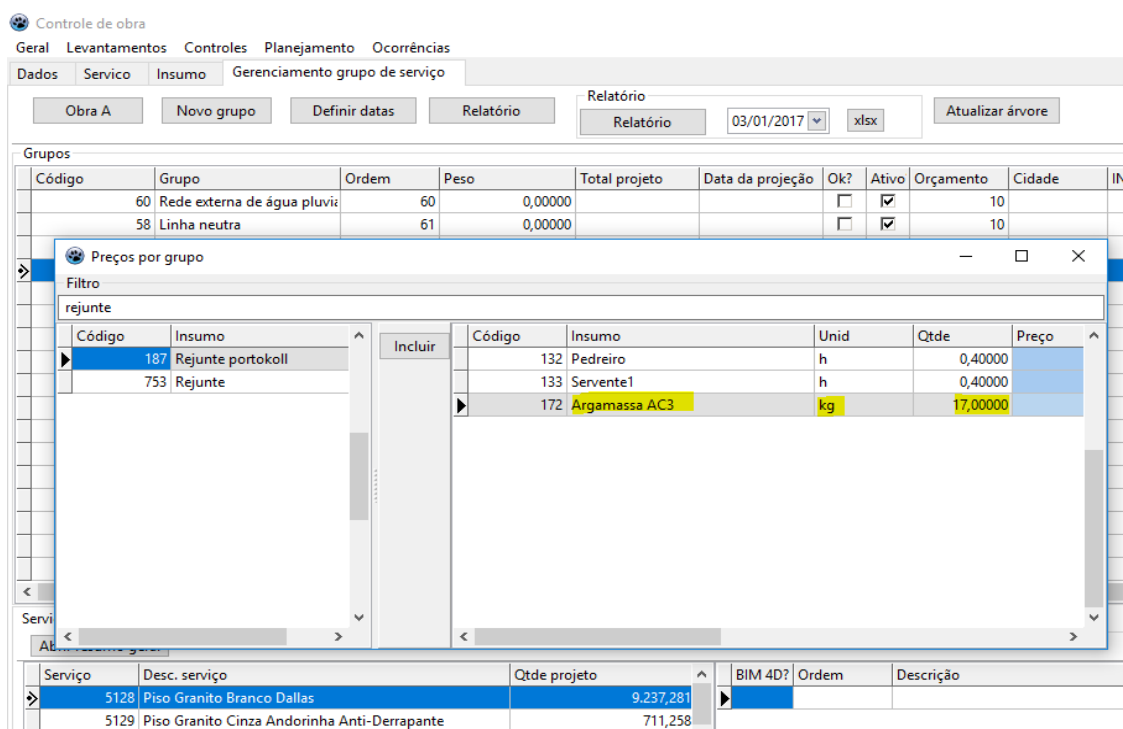 Controle de obra
Geral Levantamentos Controles Planejamento Ocorrências
Dados Servico Insumo Gerenciamento grupo de serviço
Relatório
Obra A Novo grupo Definir datas Relatório Relatório 03/01/2017 xlsx Atualizar árvore
Grupos
Código Grupo Ordem Peso Total projeto Data da projeção Ok? Ativo Orçamento Cidade
60 Rede externa de água pluvia 60 0,00000 10
58 Linha neutra 61 0,00000 10
Preços por grupo
Filtro
rejunte
Código Insumo Incluir Código Insumo Unid Qtde Preço
187 Rejunte portokoll 132 Pedreiro h 0,40000
753 Rejunte 133 Servente1 h 0,40000
172 Argamassa AC3 kg 17,00000
Serviço Desc. serviço Qtde projeto BIM 4D? Ordem Descrição
5128 Piso Granito Branco Dallas 9.237,281
5129 Piso Granito Cinza Andorinha Anti-Derrapante 711,258